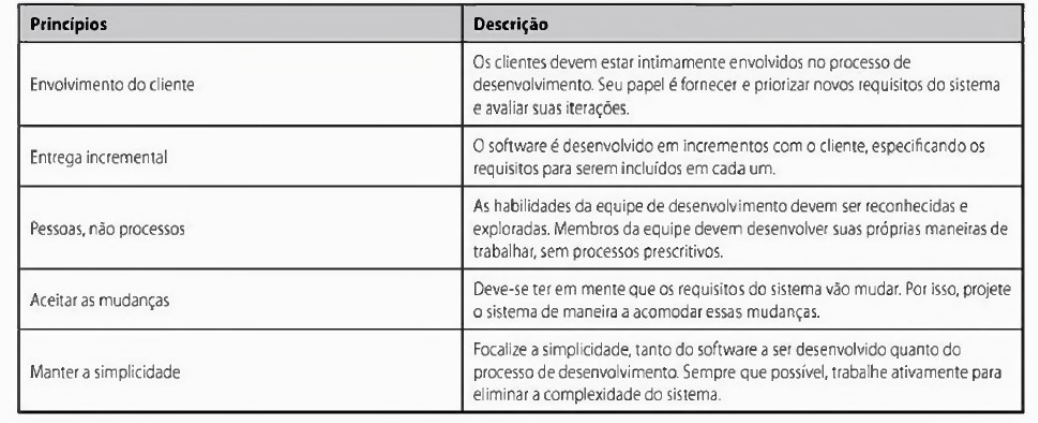 Princípios
Descrição
Envolvimento do cliente
Os clientes devem estar intimamente envolvidos no processo de
desenvolvimento. Seu papel é fornecer e priorizar novos requisitos do sistema
e avaliar suas iterações.
Entrega incremental
O software é desenvolvido em incrementos com o cliente, especificando os
requisitos para serem incluídos em cada um.
Pessoas, não processos
As habilidades da equipe de desenvolvimento devem ser reconhecidas e
exploradas. Membros da equipe devem desenvolver suas próprias maneiras de
trabalhar, sem processos prescritivos.
Aceitar as mudanças
Deve-se ter em mente que os requisitos do sistema vão mudar. Por isso, projete
o sistema de maneira a acomodar essas mudanças.
Manter a simplicidade
Focalize a simplicidade, tanto do software a ser desenvolvido quanto do
processo de desenvolvimento. Sempre que possível, trabalhe ativamente para
eliminar a complexidade do sistema.